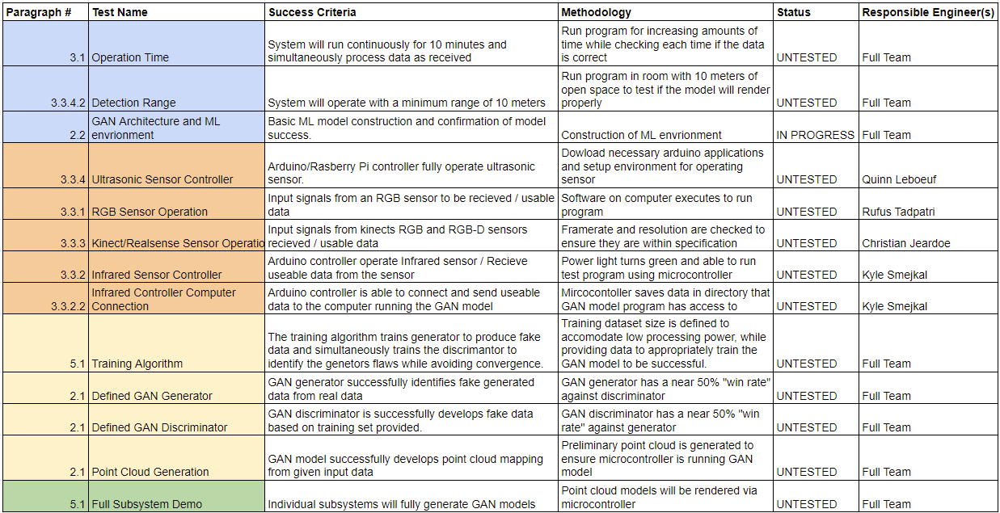 Paragraph # Test Name Success Criteria Methodology Status Responsible Engineer(s)
3.1 Operation Time System will run continuously for 10 minutes and
simultaneously process data as received Run program for increasing amounts of
time while checking each time if the data
is correct UNTESTED Full Team
3.3.4.2 Detection Range System will operate with a minimum range of 10 meters Run program in room with 10 meters of
open space to test if the model will render
properly UNTESTED Full Team
2.2 GAN Architecture and ML
envrionment Basic ML model construction and confirmation of model
success. Construction of ML envrionment IN PROGRESS Full Team
3.3.4 Ultrasonic Sensor Controller Arduino/Rasberry Pi controller fully operate ultrasonic
sensor. Dowload necessary arduino applications
and setup environment for operating
sensor UNTESTED Quinn Leboeuf
3.3.1 RGB Sensor Operation Input signals from an RGB sensor to be recieved / usable
data Software on computer executes to run
program UNTESTED Rufus Tadpatri
3.3.3 Kinect/Realsense Sensor Operatio Input signals from kinects RGB and RGB-D sensors
recieved / usable data Framerate and resolution are checked to
ensure they are within specification UNTESTED Christian Jeardoe
3.3.2 Infrared Sensor Controller Arduino controller operate Infrared sensor / Recieve
useable data from the sensor Power light turns green and able to run
test program using microcontroller UNTESTED Kyle Smejkal
3.3.2.2 Infrared Controller Computer
Connection Arduino controller is able to connect and send useable
data to the computer running the GAN model Mircocontoller saves data in directory that
GAN model program has access to UNTESTED Kyle Smejkal
5.1 Training Algorithm The training algorithm trains generator to produce fake
data and simultaneously trains the discrimantor to
identify the genetors flaws while avoiding convergence. Training dataset size is defined to
accomodate low processing power, while
providing data to appropriately train the
GAN model to be successful. UNTESTED Full Team
2.1 Defined GAN Generator GAN generator successfully identifies fake generated
data from real data GAN generator has a near 50% "win rate"
against discriminator UNTESTED Full Team
2.1 Defined GAN Discriminator GAN discriminator is successfully develops fake data
based on training set provided. GAN discriminator has a near 50% "win
rate" against generator UNTESTED Full Team
2.1 Point Cloud Generation GAN model successfully develops point cloud mapping
from given input data Preliminary point cloud is generated to
ensure microcontroller is running GAN
model UNTESTED Full Team
5.1 Full Subsystem Demo Individual subsystems will fully generate GAN models Point cloud models will be rendered via
microcontroller UNTESTED Full Team